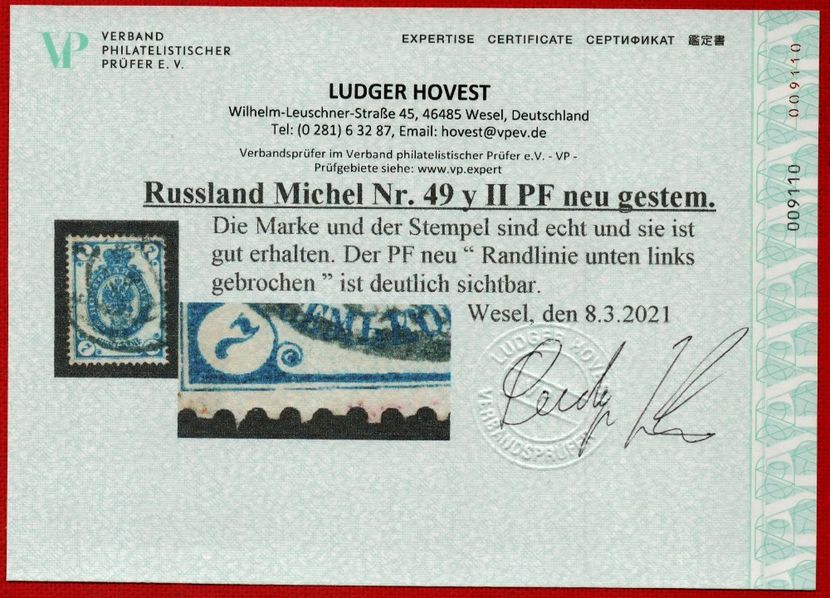 VP VERBAND
PHILATELISTISCHER
PRÜFER E. V.
EXPERTISE CERTIFICATE СЕРТИФИКАТ 鑑定書
LUDGER HOVEST
Wilhelm-Leuschner-Straße 45, 46485 Wesel, Deutschland
Tel: (0 281) 6 32 87, Email: hovest@vpev.de
Verbandsprüfer im Verband philatelistischer Prüfer e.V. - VP -
Prüfgebiete siehe: www.vp.expert
Russland Michel Nr. 49 y II PF neu gestem.
Die Marke und der Stempel sind echt und sie ist
gut erhalten. Der PF neu “ Randlinie unten links
gebrochen ” ist deutlich sichtbar.
Wesel, den 8.3.2021
LUDGER HOVEST
VERBANDSPRÜFER
7
009110
009110